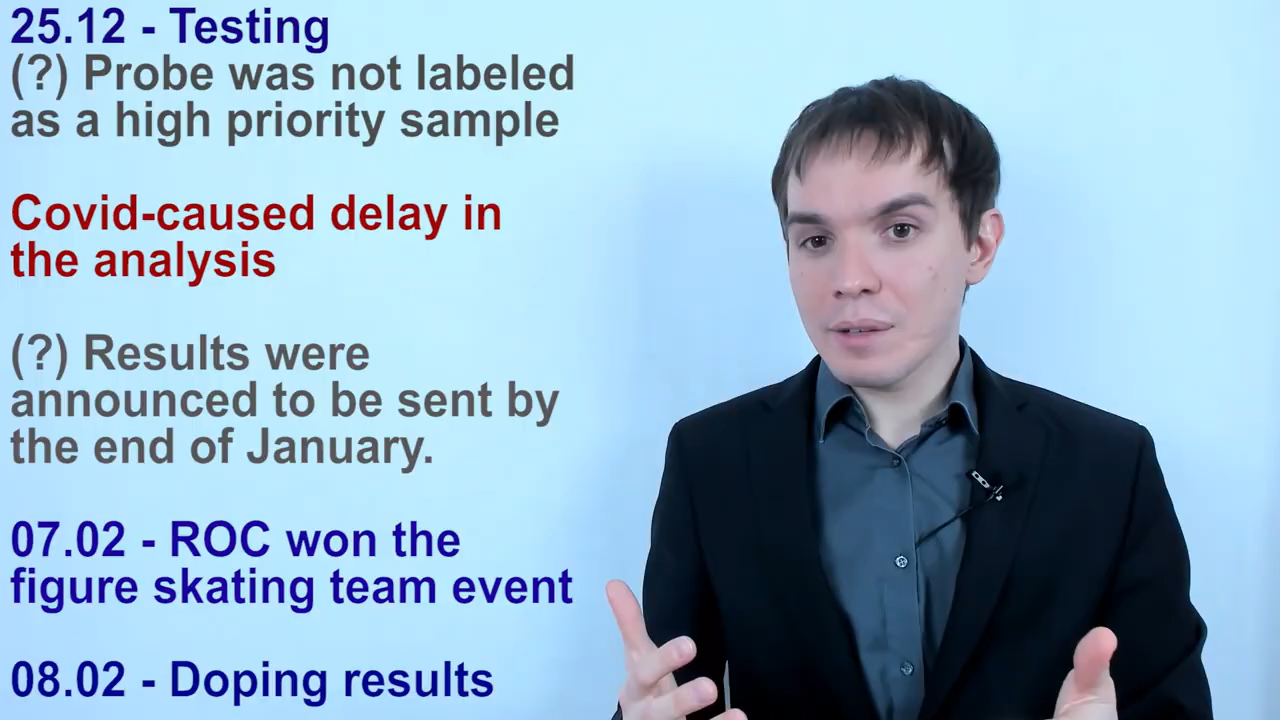 25.12 - Testing
(?) Probe was not labeled
as a high priority sample
Covid-caused delay in
the analysis
(?) Results were
announced to be sent by
the end of January.
07.02 - ROC won the
figure skating team event
08.02 - Doping results